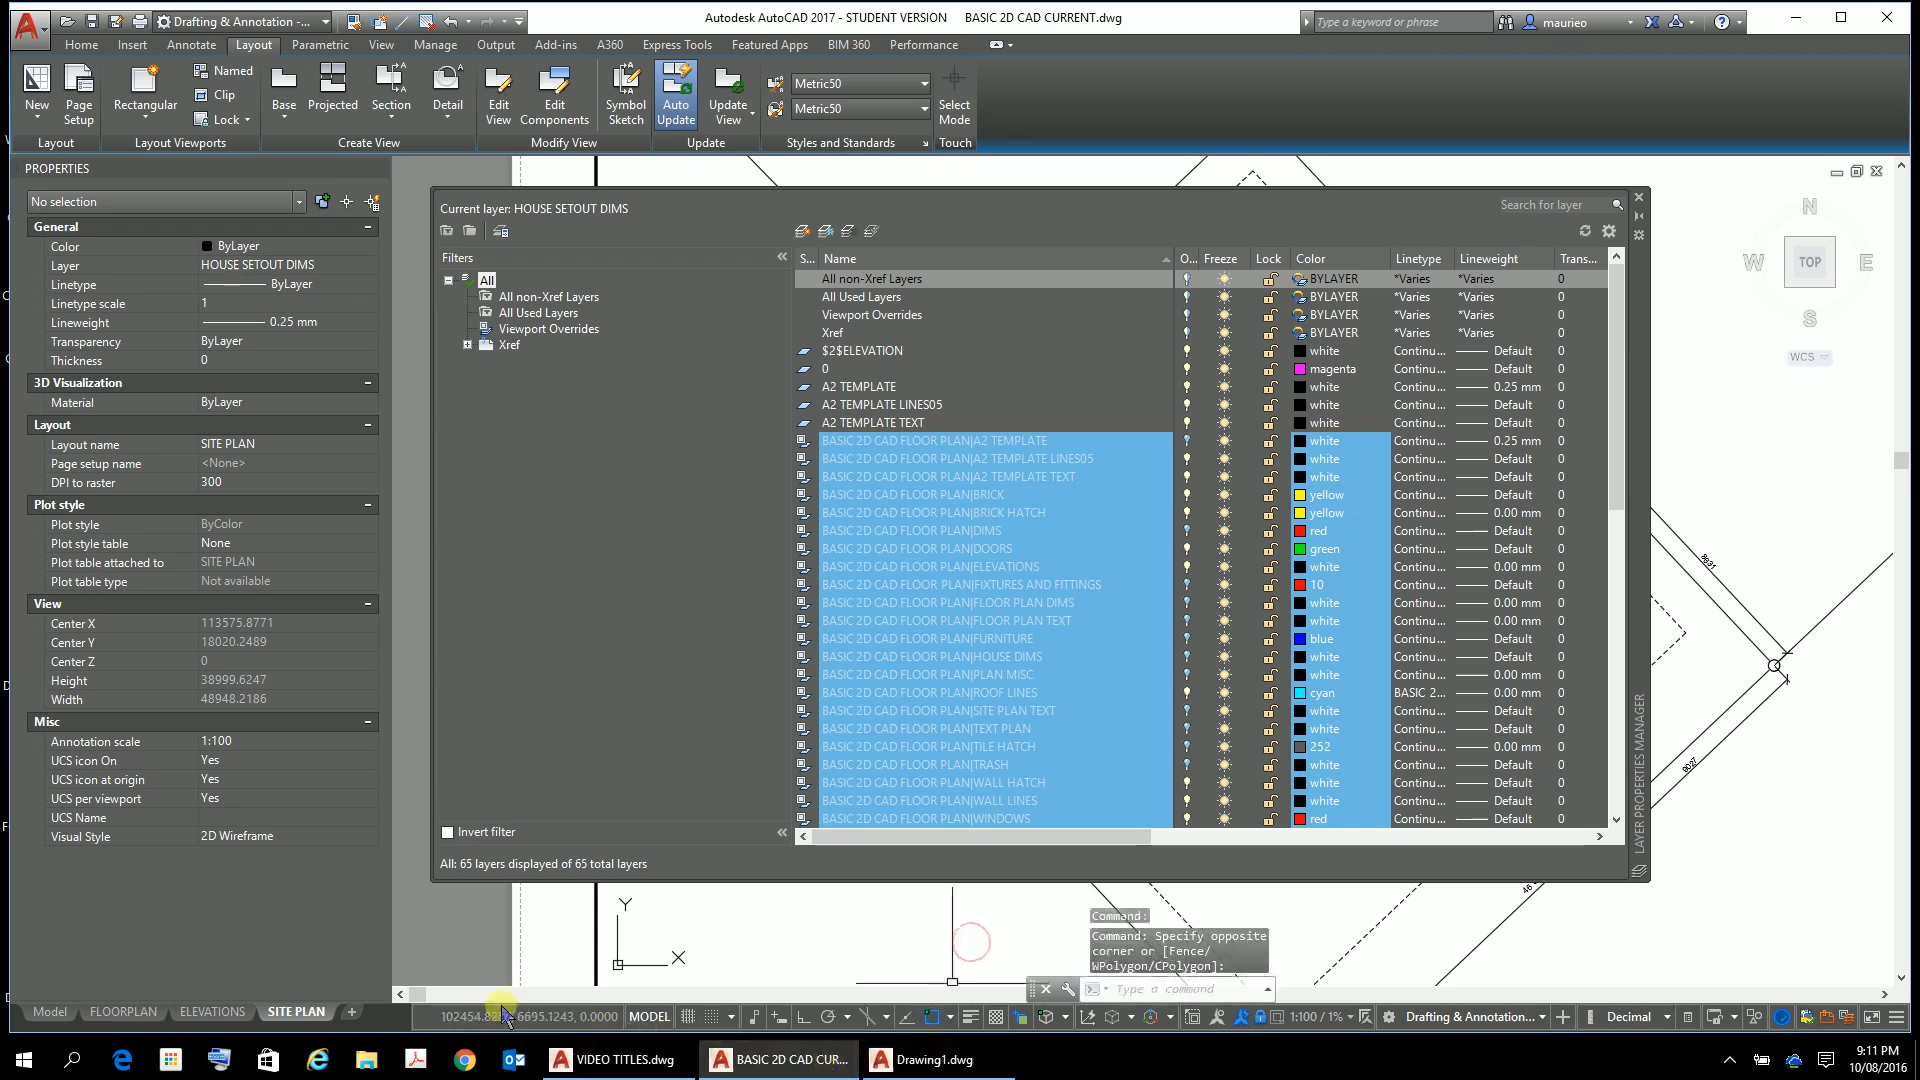 Drafting & Annotation -...
Autodesk AutoCAD 2017 - STUDENT VERSION BASIC 2D CAD CURRENT.dwg
Type a keyword or phrase
maurieo
Home Insert Annotate Layout Parametric View Manage Output Add-ins A360 Express Tools Featured Apps BIM 360 Performance
New
Page Setup
Rectangular
Named
Clip
Lock
Base
Projected
Section
Detail
Edit View
Edit Components
Symbol Sketch
Auto Update
Update View
Metric50
Metric50
Select Mode
Layout Layout Viewports Create View Modify View Update Styles and Standards Touch
PROPERTIES
No selection
General
Color ByLayer
Layer HOUSE SETOUT DIMS
Linetype ByLayer
Linetype scale 1
Lineweight 0.25 mm
Transparency ByLayer
Thickness 0
3D Visualization
Material ByLayer
Layout
Layout name SITE PLAN
Page setup name <None>
DPI to raster 300
Plot style
Plot style ByColor
Plot style table None
Plot table attached to SITE PLAN
Plot table type Not available
View
Center X 113575.8771
Center Y 18020.2489
Center Z 0
Height 38999.6247
Width 48948.2186
Misc
Annotation scale 1:100
UCS icon On Yes
UCS icon at origin Yes
UCS per viewport Yes
UCS Name
Visual Style 2D Wireframe
Current layer: HOUSE SETOUT DIMS
Search for layer
Filters
All
All non-Xref Layers
All Used Layers
Viewport Overrides
Xref
Invert filter
All: 65 layers displayed of 65 total layers
S... Name O... Freeze Lock Color Linetype Lineweight Trans...
All non-Xref Layers BYLAYER *Varies *Varies 0
All Used Layers BYLAYER *Varies *Varies 0
Viewport Overrides BYLAYER *Varies *Varies 0
Xref BYLAYER *Varies *Varies 0
$2$ELEVATION white Continu... Default 0
0 magenta Continu... Default 0
A2 TEMPLATE white Continu... 0.25 mm 0
A2 TEMPLATE LINES05 white Continu... Default 0
A2 TEMPLATE TEXT white Continu... Default 0
BASIC 2D CAD FLOOR PLAN|A2 TEMPLATE white Continu... 0.25 mm 0
BASIC 2D CAD FLOOR PLAN|A2 TEMPLATE LINES05 white Continu... Default 0
BASIC 2D CAD FLOOR PLAN|A2 TEMPLATE TEXT white Continu... Default 0
BASIC 2D CAD FLOOR PLAN|BRICK yellow Continu... Default 0
BASIC 2D CAD FLOOR PLAN|BRICK HATCH yellow Continu... 0.00 mm 0
BASIC 2D CAD FLOOR PLAN|DIMS red Continu... Default 0
BASIC 2D CAD FLOOR PLAN|DOORS green Continu... Default 0
BASIC 2D CAD FLOOR PLAN|ELEVATIONS white Continu... 0.00 mm 0
BASIC 2D CAD FLOOR PLAN|FIXTURES AND FITTINGS 10 Continu... Default 0
BASIC 2D CAD FLOOR PLAN|FLOOR PLAN DIMS white Continu... 0.00 mm 0
BASIC 2D CAD FLOOR PLAN|FLOOR PLAN TEXT white Continu... 0.00 mm 0
BASIC 2D CAD FLOOR PLAN|FURNITURE blue Continu... Default 0
BASIC 2D CAD FLOOR PLAN|HOUSE DIMS white Continu... Default 0
BASIC 2D CAD FLOOR PLAN|PLAN MISC white Continu... 0.00 mm 0
BASIC 2D CAD FLOOR PLAN|ROOF LINES cyan BASIC 2... 0.00 mm 0
BASIC 2D CAD FLOOR PLAN|SITE PLAN TEXT white Continu... Default 0
BASIC 2D CAD FLOOR PLAN|TEXT PLAN white Continu... Default 0
BASIC 2D CAD FLOOR PLAN|TILE HATCH 252 Continu... 0.00 mm 0
BASIC 2D CAD FLOOR PLAN|TRASH white Continu... Default 0
BASIC 2D CAD FLOOR PLAN|WALL HATCH white Continu... Default 0
BASIC 2D CAD FLOOR PLAN|WALL LINES white Continu... Default 0
BASIC 2D CAD FLOOR PLAN|WINDOWS red Continu... Default 0
LAYER PROPERTIES MANAGER
N
W TOP E
S
WCS
8631
9027
Y
X
Command:
Command: Specify opposite
corner or [Fence/
WPolygon/CPolygon]:
Type a command
Model FLOORPLAN ELEVATIONS SITE PLAN +
MODEL
1:100 / 1%
Drafting & Annotation...
Decimal
VIDEO TITLES.dwg
BASIC 2D CAD CUR...
Drawing1.dwg
9:11 PM
10/08/2016